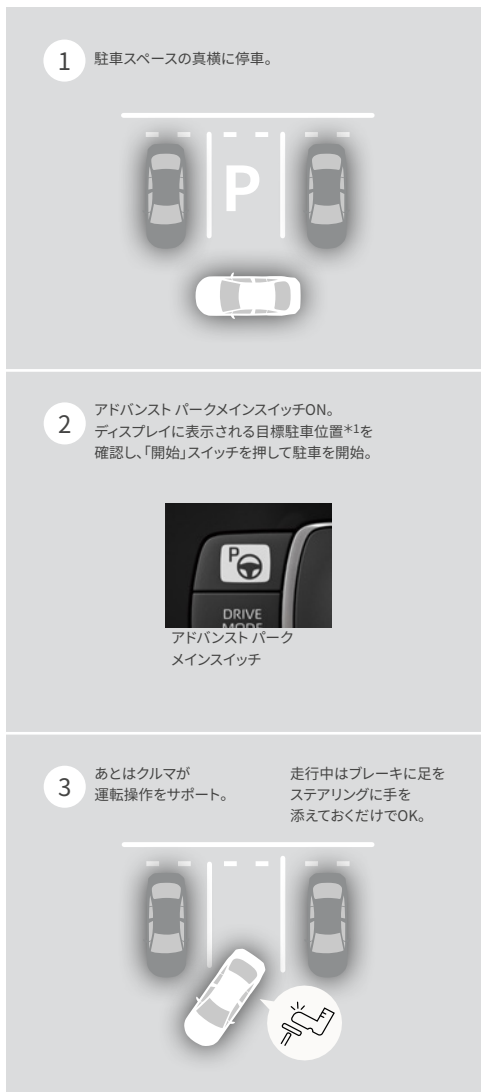 1
駐車スペースの真横に停車。
P
2
アドバンスト パークメインスイッチON。
ディスプレイに表示される目標駐車位置*1を
確認し、「開始」スイッチを押して駐車を開始。
P
DRIVE
MODE
アドバンスト パーク
メインスイッチ
3
あとはクルマが
運転操作をサポート。
走行中はブレーキに足を
ステアリングに手を
添えておくだけでOK。